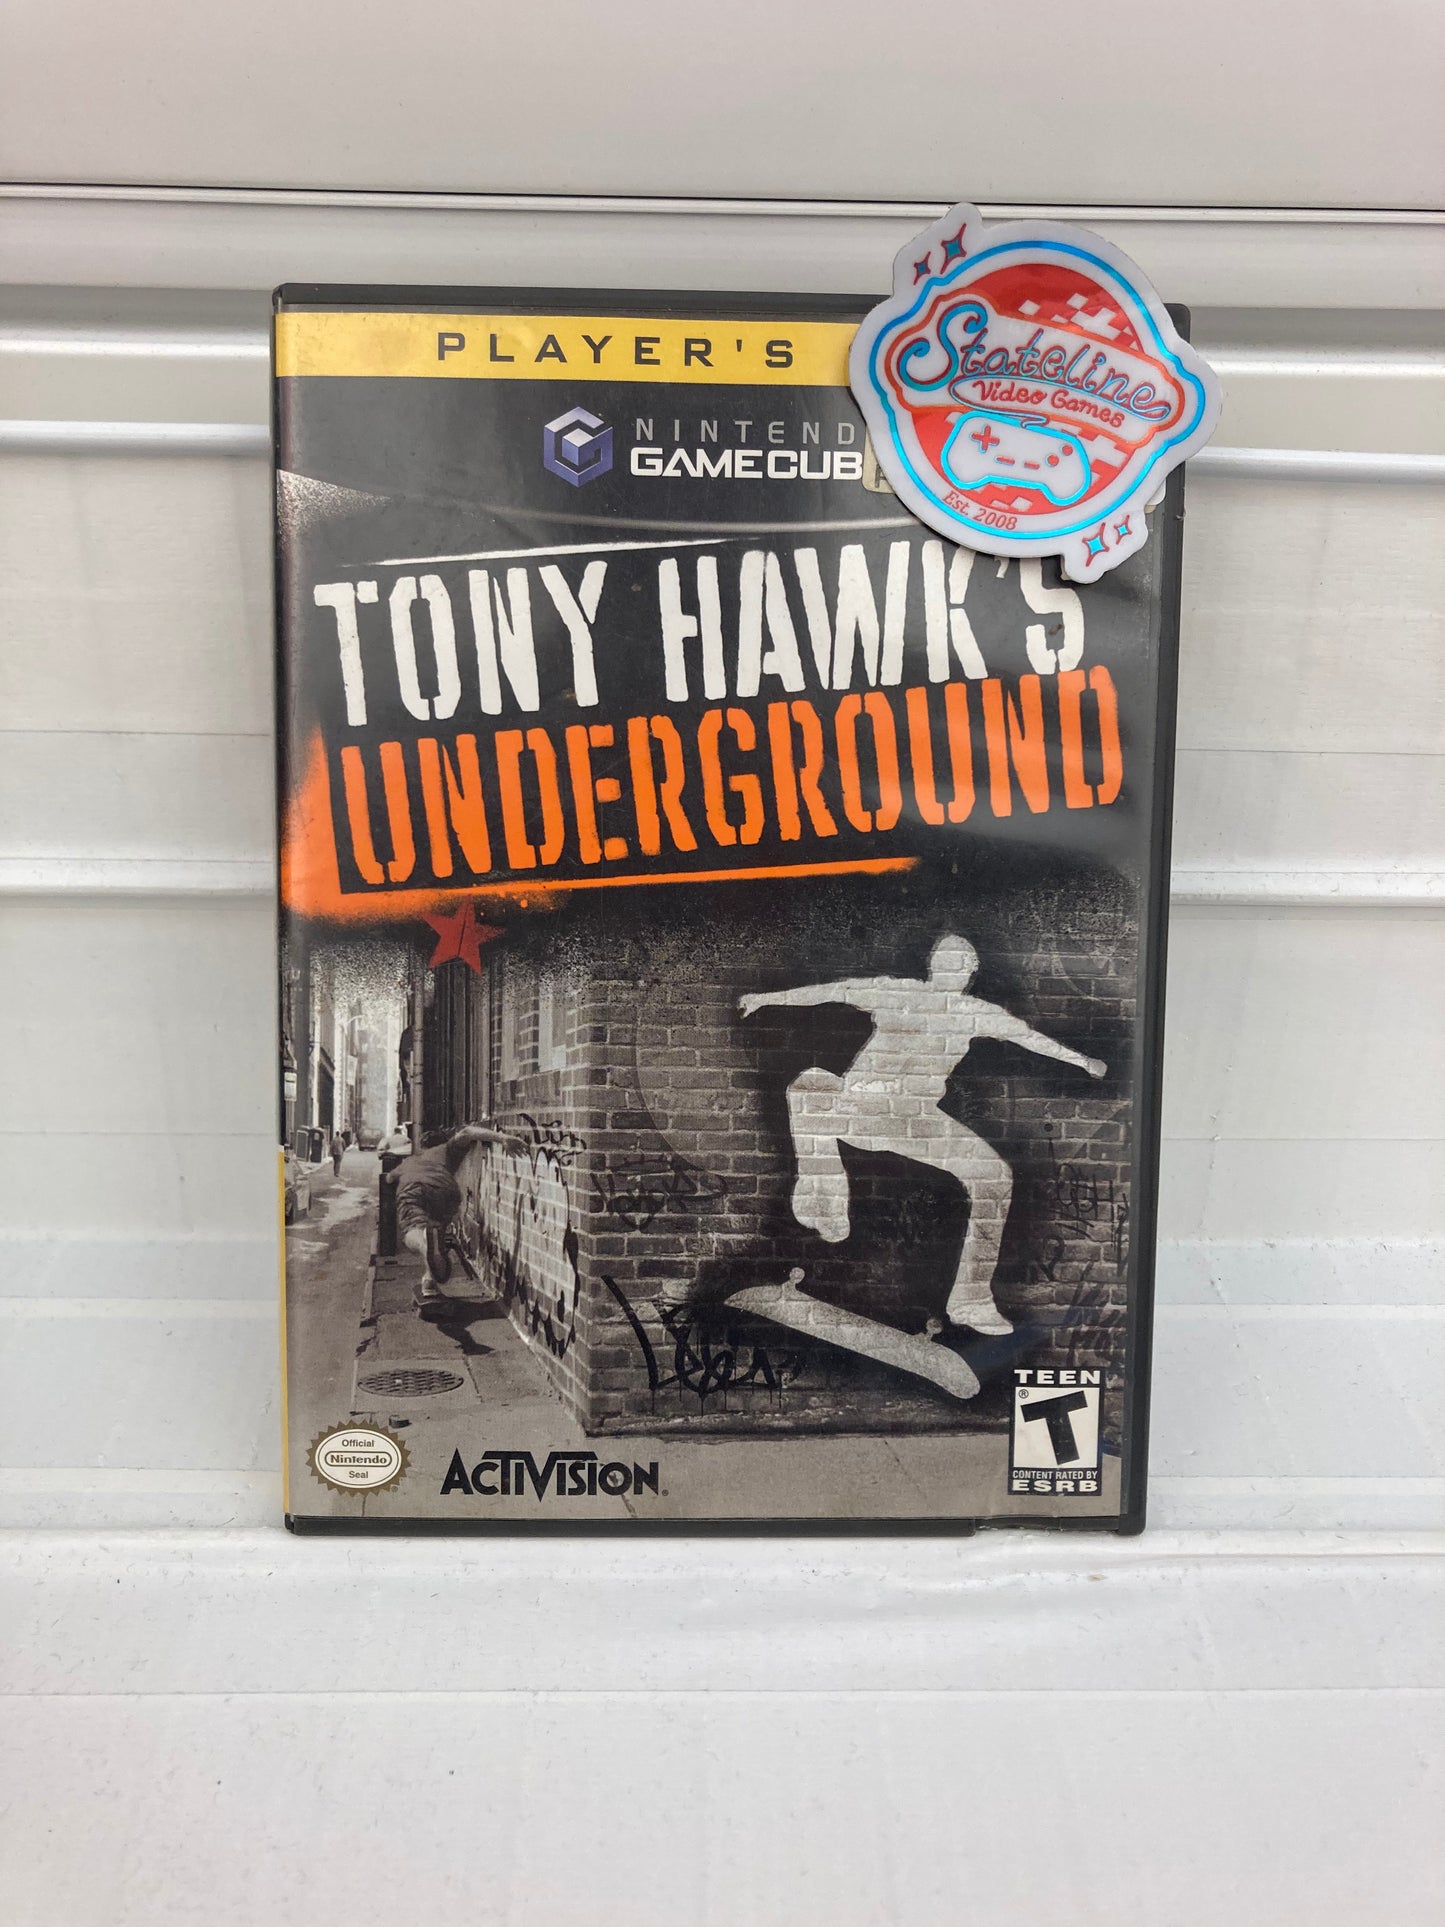 PLAYER'S
NINTENDO
GAMECUB
Stateline
Video Games
Est. 2008
TONY HAWK'S
UNDERGROUND
TEEN
T
CONTENT RATED BY
ESRB
Official
Nintendo
Seal
ACTIVISION